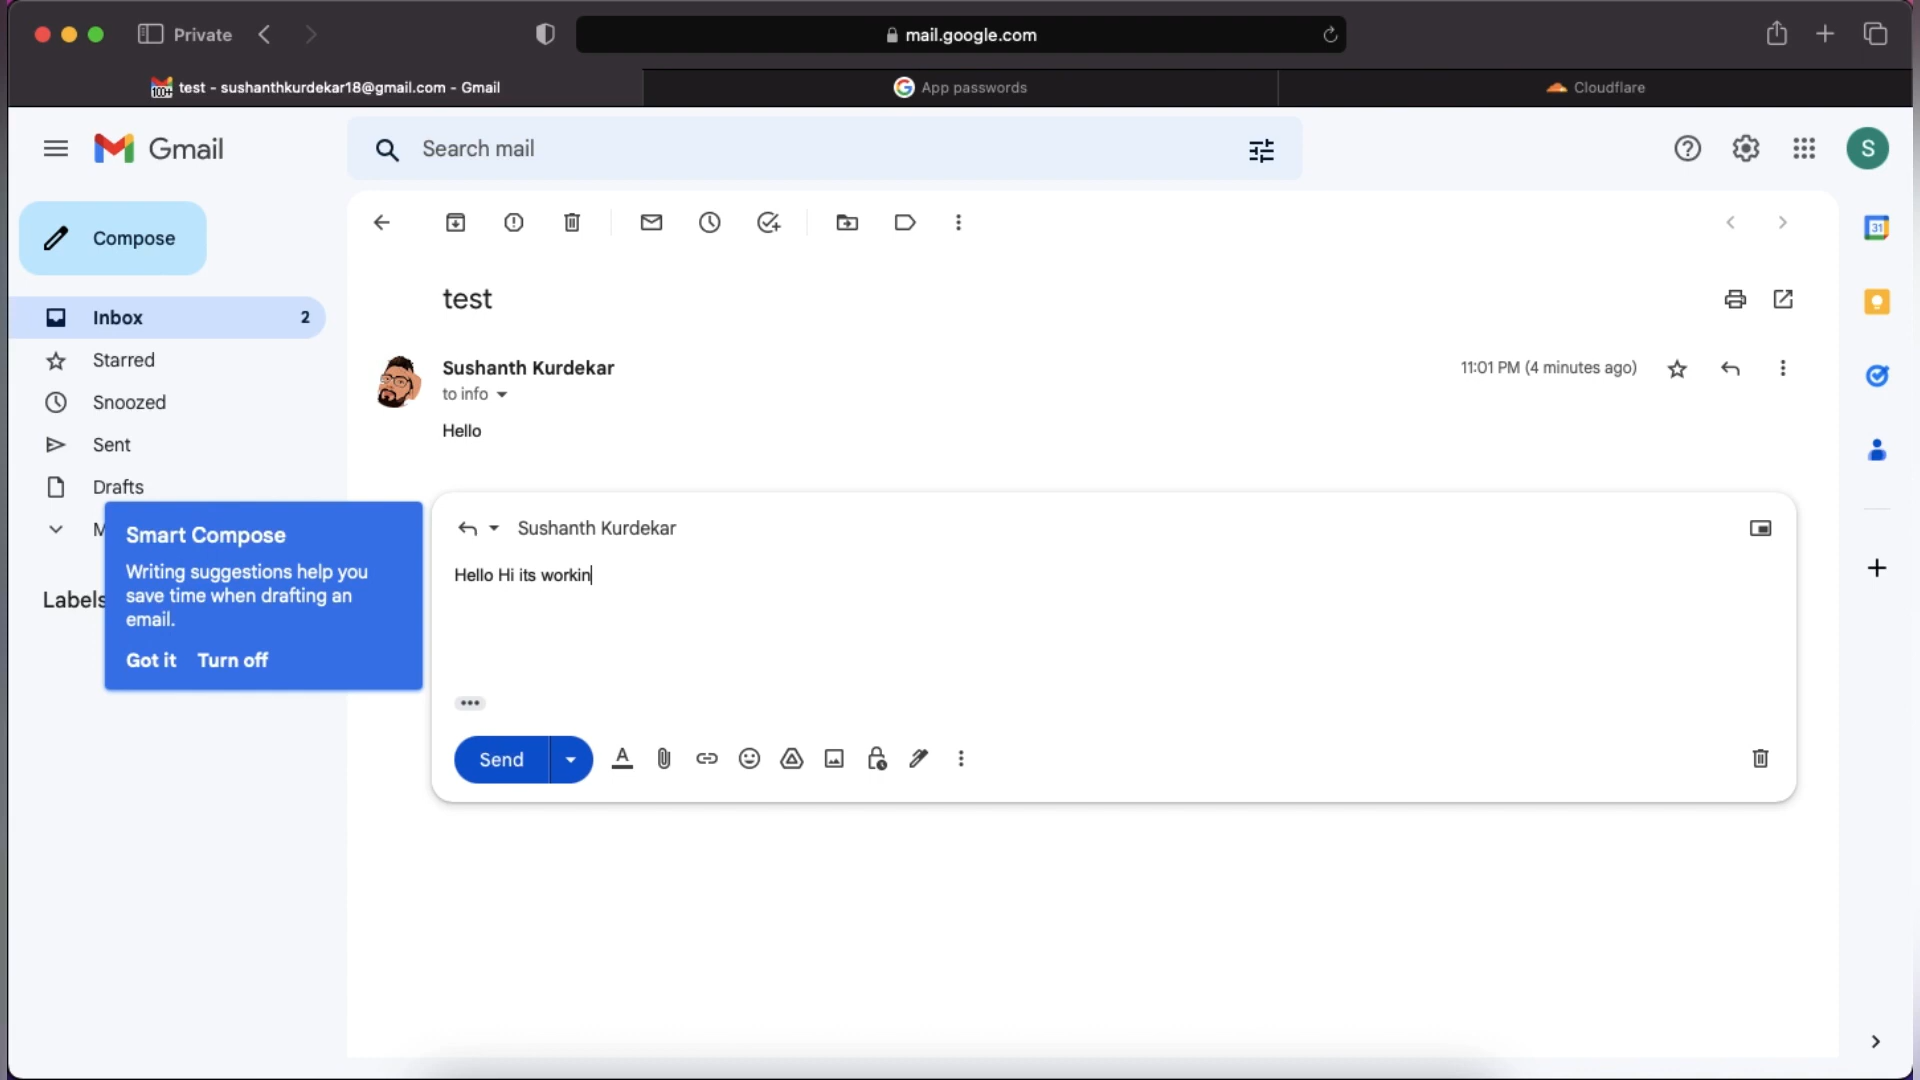 Private
mail.google.com
test - sushanthkurdekar18@gmail.com - Gmail
App passwords
Cloudflare
100+
Gmail
Search mail
S
Compose
31
test
Inbox 2
Starred
Sushanth Kurdekar
11:01 PM (4 minutes ago)
to info
Snoozed
Hello
Sent
Drafts
M
Smart Compose
Writing suggestions help you
save time when drafting an
email.
Got it Turn off
Labels
Sushanth Kurdekar
Hello Hi its workin
Send